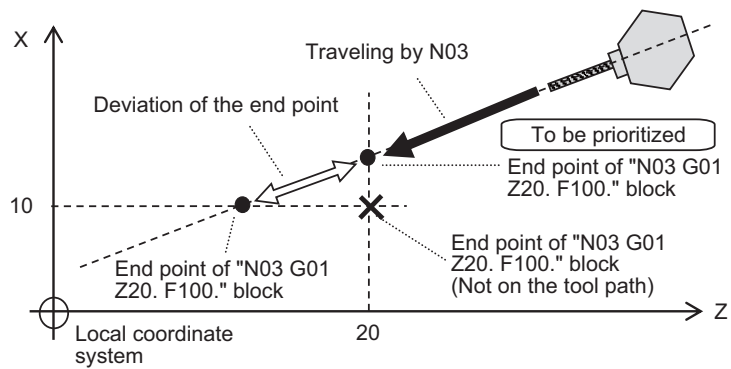 X
Traveling by N03
Deviation of the end point
To be prioritized
End point of "N03 G01
Z20. F100." block
10
End point of "N03 G01
Z20. F100." block
(Not on the tool path)
End point of "N03 G01
Z20. F100." block
Z
Local coordinate
system
20